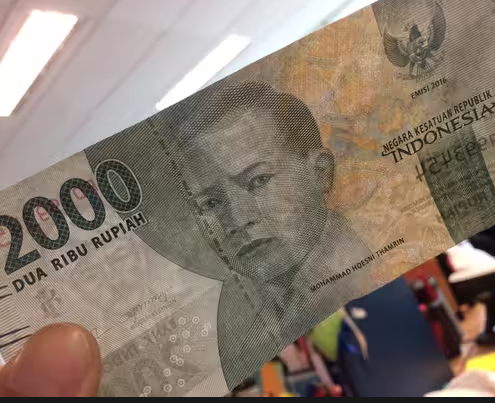 EMISI 2016
NEGARA KESATUAN REPUBLIK
INDONESIA
2000
DUA RIBU RUPIAH
MOHAMMAD HOESNI THAMRIN